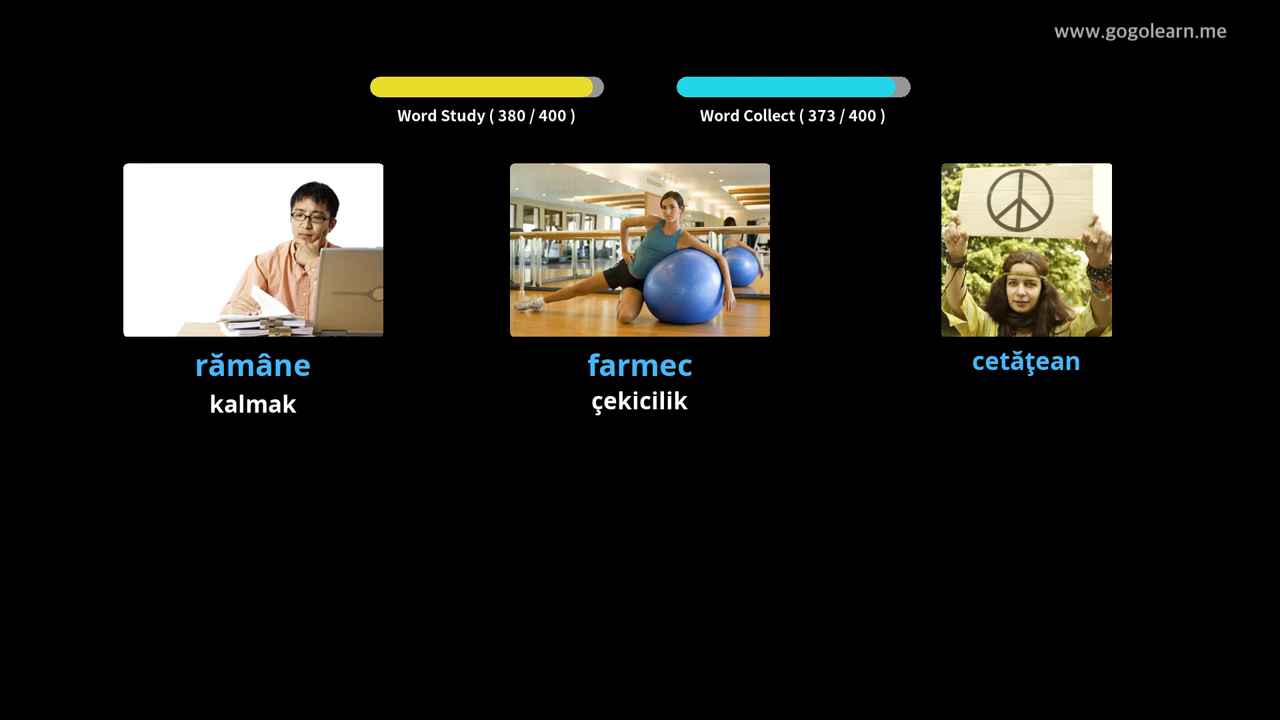 www.gogolearn.me
Word Study ( 380 / 400 )
Word Collect ( 373 / 400 )
rămâne
kalmak
farmec
çekicilik
cetăţean